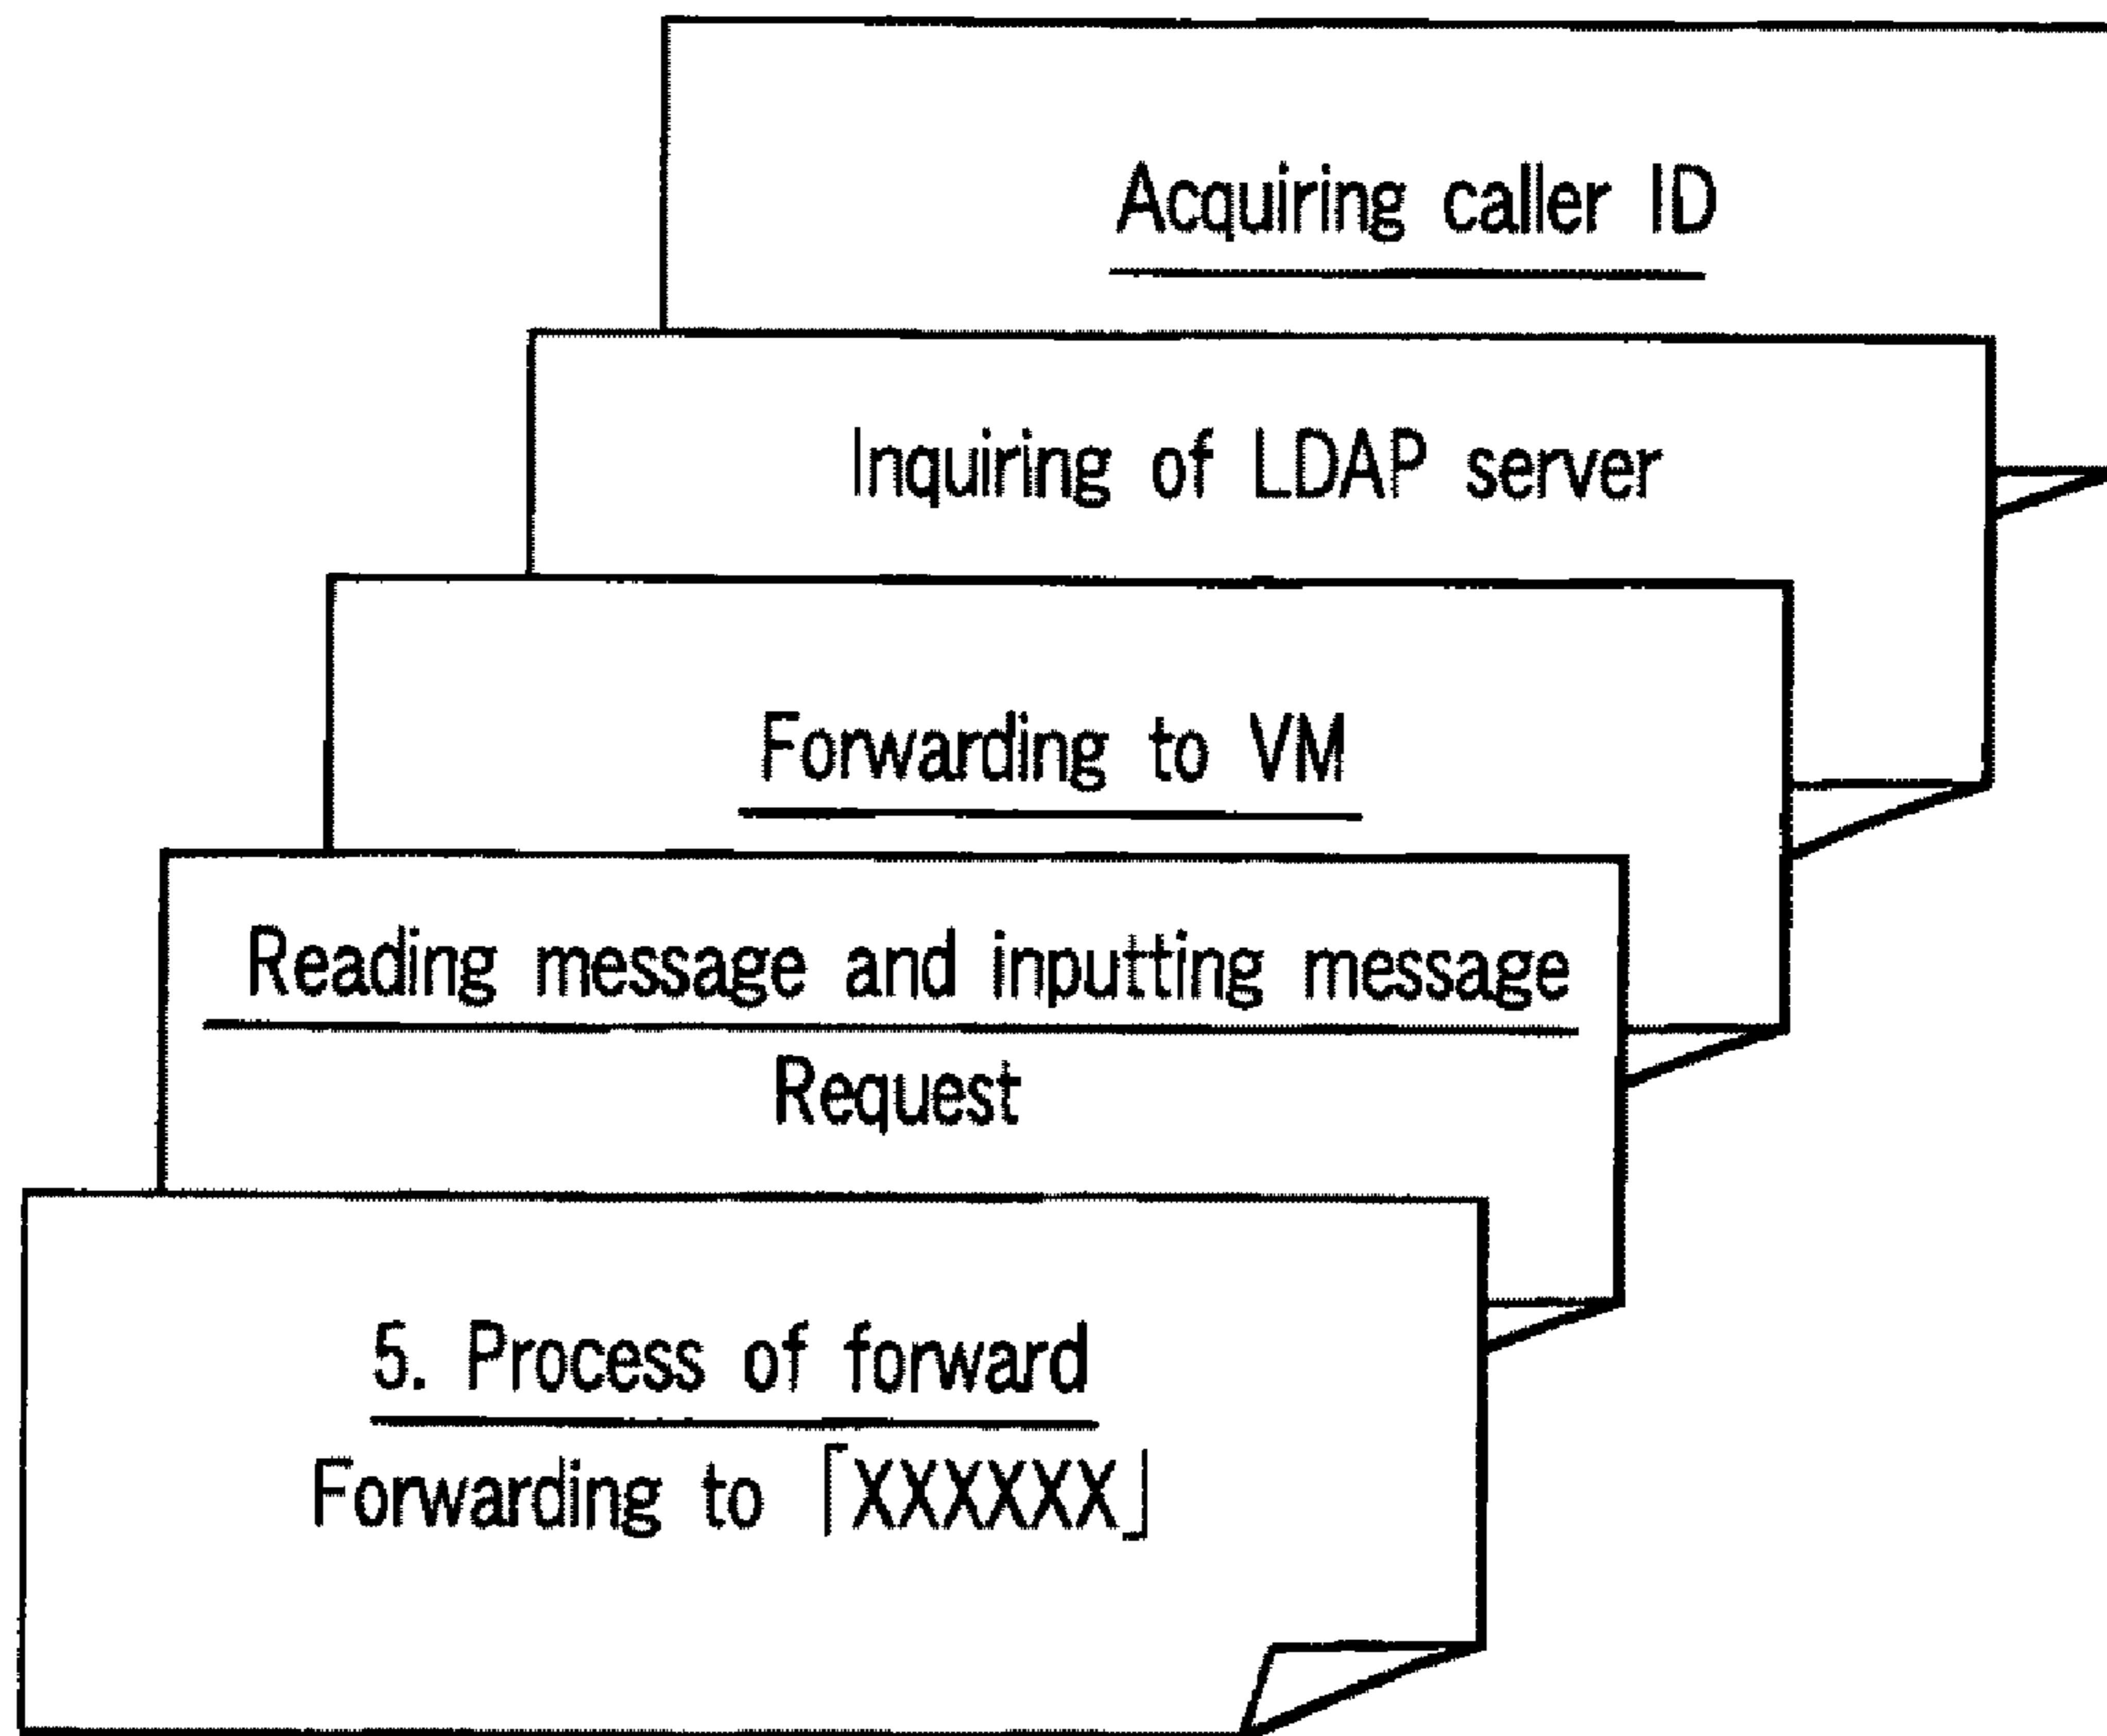 Acquiring caller ID
Inquiring of LDAP server
Forwarding to VM
Reading message and inputting message
Request
5. Process of forward
Forwarding to ｢XXXXXX｣